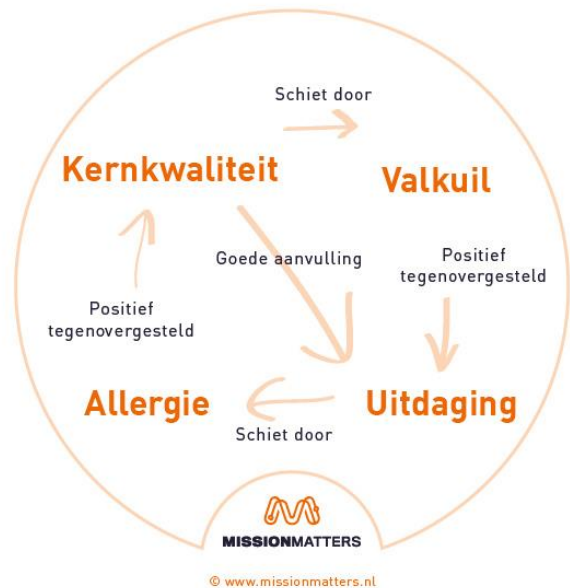 Schiet door
Kernkwaliteit
Valkuil
Goede aanvulling
Positief
tegenovergesteld
Positief
tegenovergesteld
Allergie
Uitdaging
Schiet door
MISSIONMATTERS
© www.missionmatters.nl